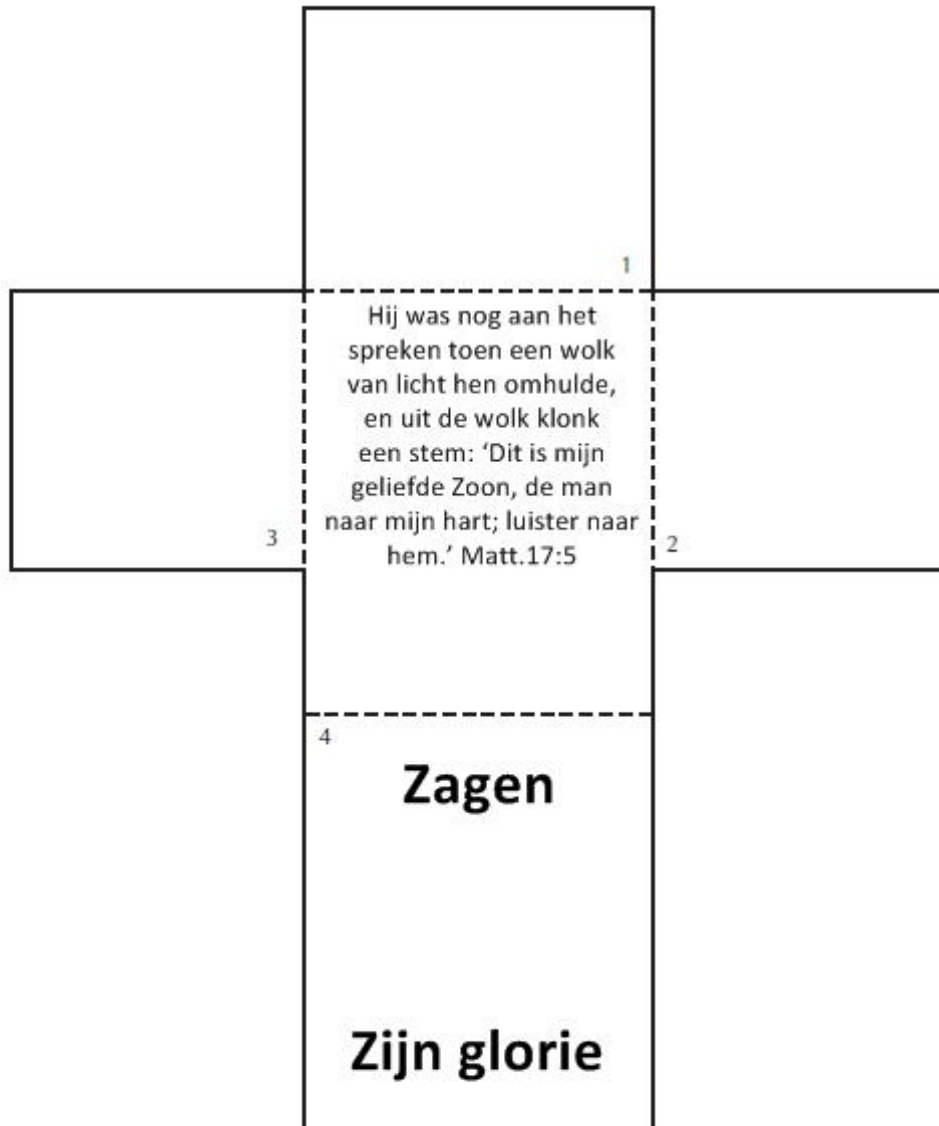 1
Hij was nog aan het
spreken toen een wolk
van licht hen omhulde,
en uit de wolk klonk
een stem: ‘Dit is mijn
geliefde Zoon, de man
naar mijn hart; luister naar
hem.’ Matt.17:5
3
2
4
Zagen
Zijn glorie